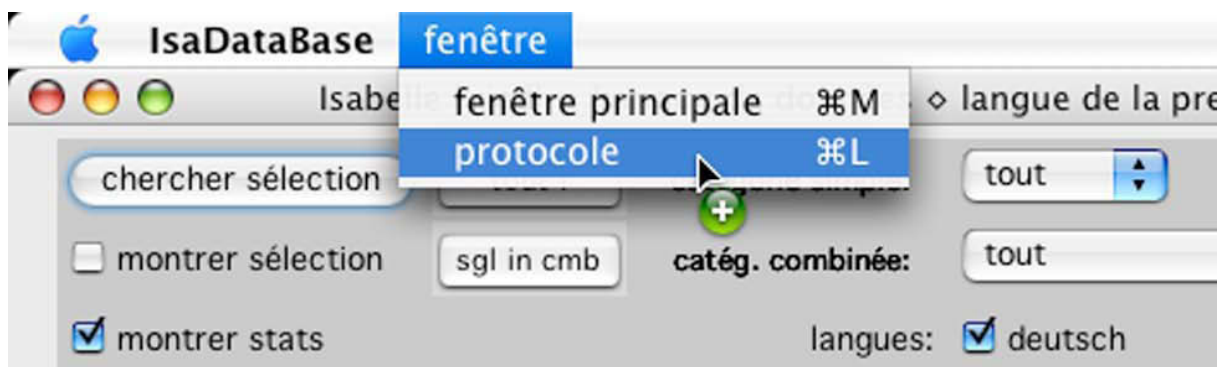 IsaDataBase fenêtre
Isabe ◇ langue de la pre
fenêtre principale ⌘M
protocole ⌘L
chercher sélection tout
montrer sélection sgl in cmb catég. combinée: tout
montrer stats langues: deutsch